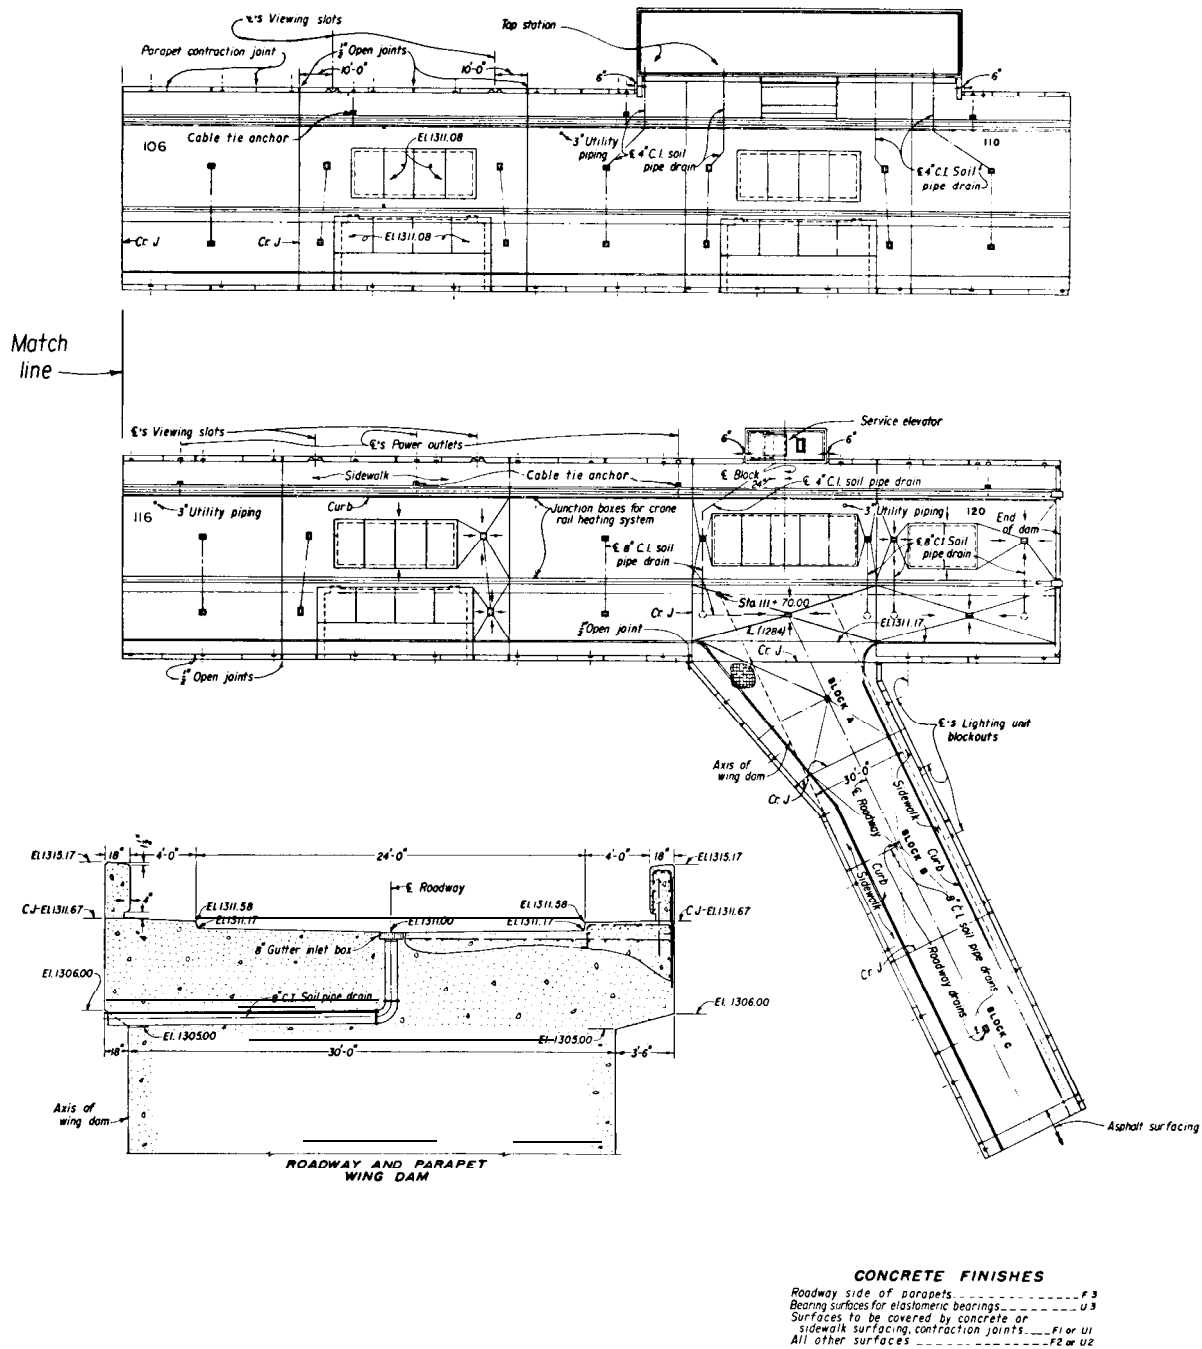 ℄'s Viewing slots
Tap station
Parapet contraction joint
½" Open joints
10'-0"
10'-0"
6"
6"
Cable tie anchor
El.1311.08
3" Utility piping
℄ 4" C.I. soil pipe drain
106
110
℄ 4" C.I. Soil pipe drain
Cr. J
Cr. J
El.1311.08
Match line
℄'s Viewing slots
℄'s Power outlets
Service elevator
6"
6"
Sidewalk
Cable tie anchor
℄ Block
24"
℄ 4" C.I. soil pipe drain
116
3" Utility piping
Curb
Junction boxes for crane rail heating system
3" Utility piping
120
End of dam
℄ 8" C.I. soil pipe drain
℄ 8" C.I. Soil pipe drain
Cr. J
Sta. 111 + 70.00
½" Open joint
L (1284)
El.1311.17
Cr. J
½" Open joints
BLOCK A
℄'s Lighting unit blockouts
Axis of wing dam
Cr. J
30'-0"
℄ Roadway
Sidewalk
BLOCK B
Curb
Curb
Sidewalk
8" C.I. soil pipe drains
Cr. J
Roadway drains
BLOCK C
Asphalt surfacing
El.1315.17
18"
4'-0"
24'-0"
4'-0"
18"
El.1315.17
4"
℄ Roadway
CJ-El.1311.67
El.1311.58
El.1311.17
El.1311.00
El.1311.58
El.1311.17
CJ-El.1311.67
8" Gutter inlet box
El. 1306.00
8" C.I. Soil pipe drain
El. 1306.00
El. 1305.00
El. 1305.00
18"
30'-0"
3'-6"
Axis of wing dam
ROADWAY AND PARAPET
WING DAM
CONCRETE FINISHES
Roadway side of parapets F 3
Bearing surfaces for elastomeric bearings U 3
Surfaces to be covered by concrete or
sidewalk surfacing, contraction joints F1 or U1
All other surfaces F2 or U2